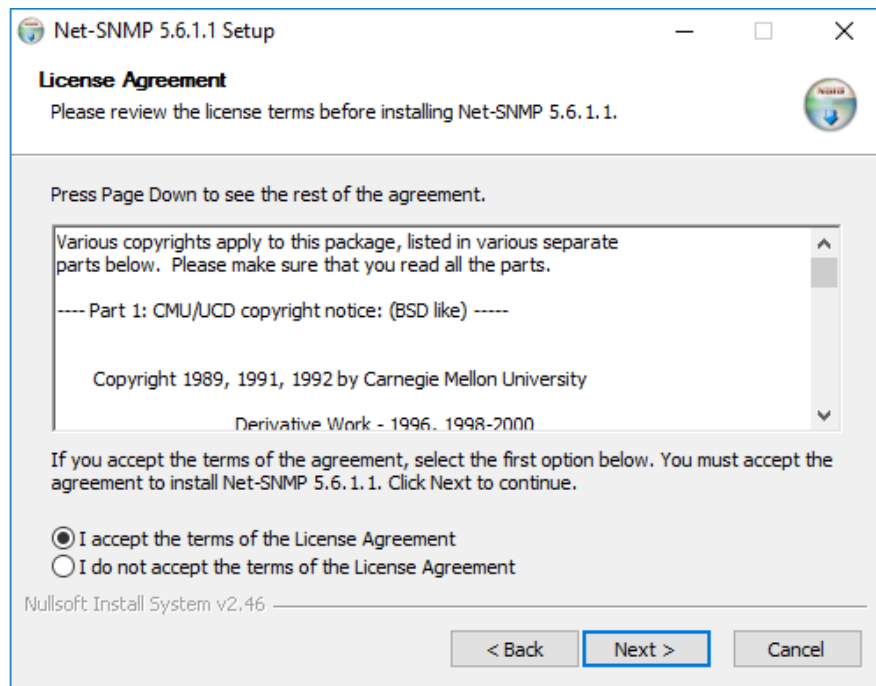 Net-SNMP 5.6.1.1 Setup
License Agreement
Please review the license terms before installing Net-SNMP 5.6.1.1.
Press Page Down to see the rest of the agreement.
Various copyrights apply to this package, listed in various separate
parts below.  Please make sure that you read all the parts.
---- Part 1: CMU/UCD copyright notice: (BSD like) -----
Copyright 1989, 1991, 1992 by Carnegie Mellon University
Derivative Work - 1996, 1998-2000
If you accept the terms of the agreement, select the first option below. You must accept the
agreement to install Net-SNMP 5.6.1.1. Click Next to continue.
I accept the terms of the License Agreement
I do not accept the terms of the License Agreement
Nullsoft Install System v2.46
< Back
Next >
Cancel